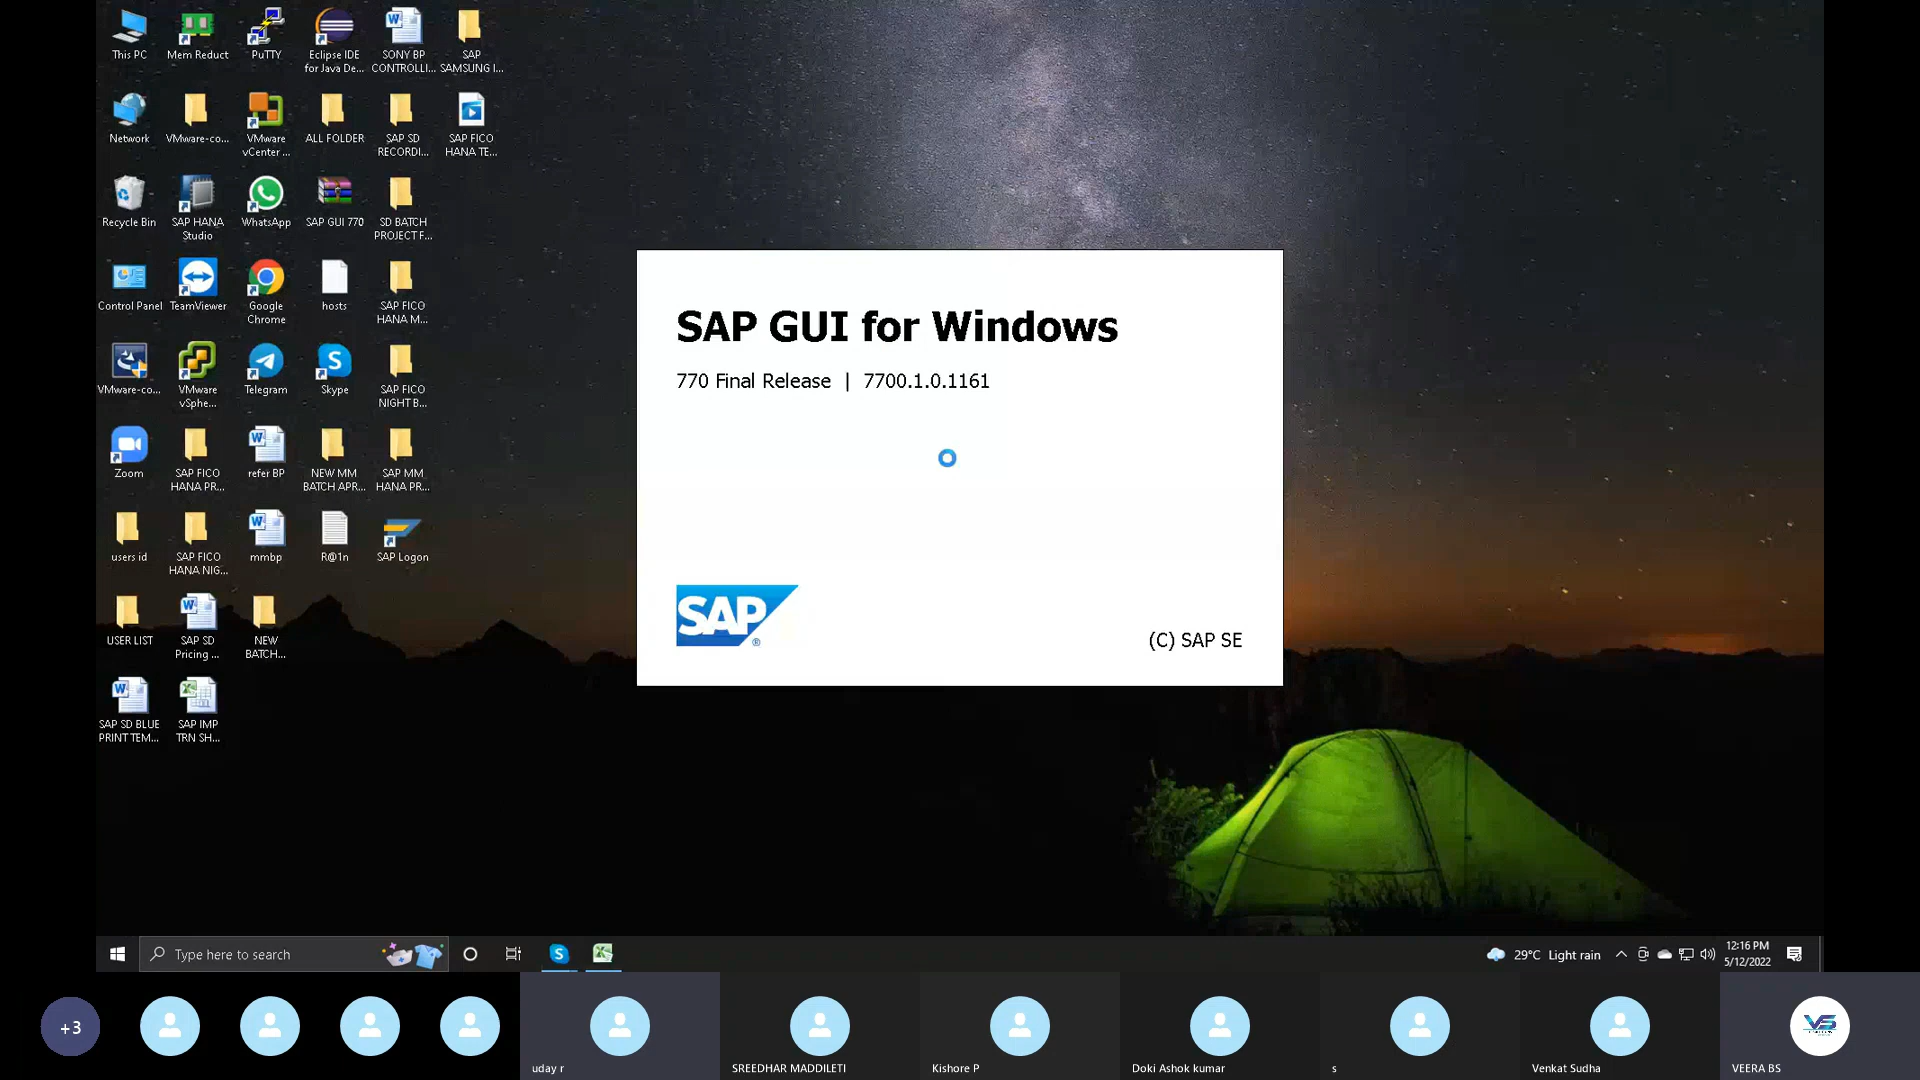 This PC
Mem Reduct
PuTTY
Eclipse IDE
for Java De...
SONY BP
CONTROLLI...
SAP
SAMSUNG I...
Network
VMware-co...
VMware
vCenter ...
ALL FOLDER
SAP SD
RECORDI...
SAP FICO
HANA TE...
Recycle Bin
SAP HANA
Studio
WhatsApp
SAP GUI 770
SD BATCH
PROJECT F...
Control Panel
TeamViewer
Google
Chrome
hosts
SAP FICO
HANA M...
VMware-co...
VMware
vSphe...
Telegram
Skype
SAP FICO
NIGHT B...
Zoom
SAP FICO
HANA PR...
refer BP
NEW MM
BATCH APR...
SAP MM
HANA PR...
users id
SAP FICO
HANA NIG...
mmbp
R@1n
SAP Logon
USER LIST
SAP SD
Pricing ...
NEW
BATCH...
SAP SD BLUE
PRINT TEM...
SAP IMP
TRN SH...
SAP GUI for Windows
770 Final Release | 7700.1.0.1161
SAP ®
(C) SAP SE
Type here to search
29°C Light rain
12:16 PM
5/12/2022
+3
uday r
SREEDHAR MADDILETI
Kishore P
Doki Ashok kumar
s
Venkat Sudha
VS
VEERA BS